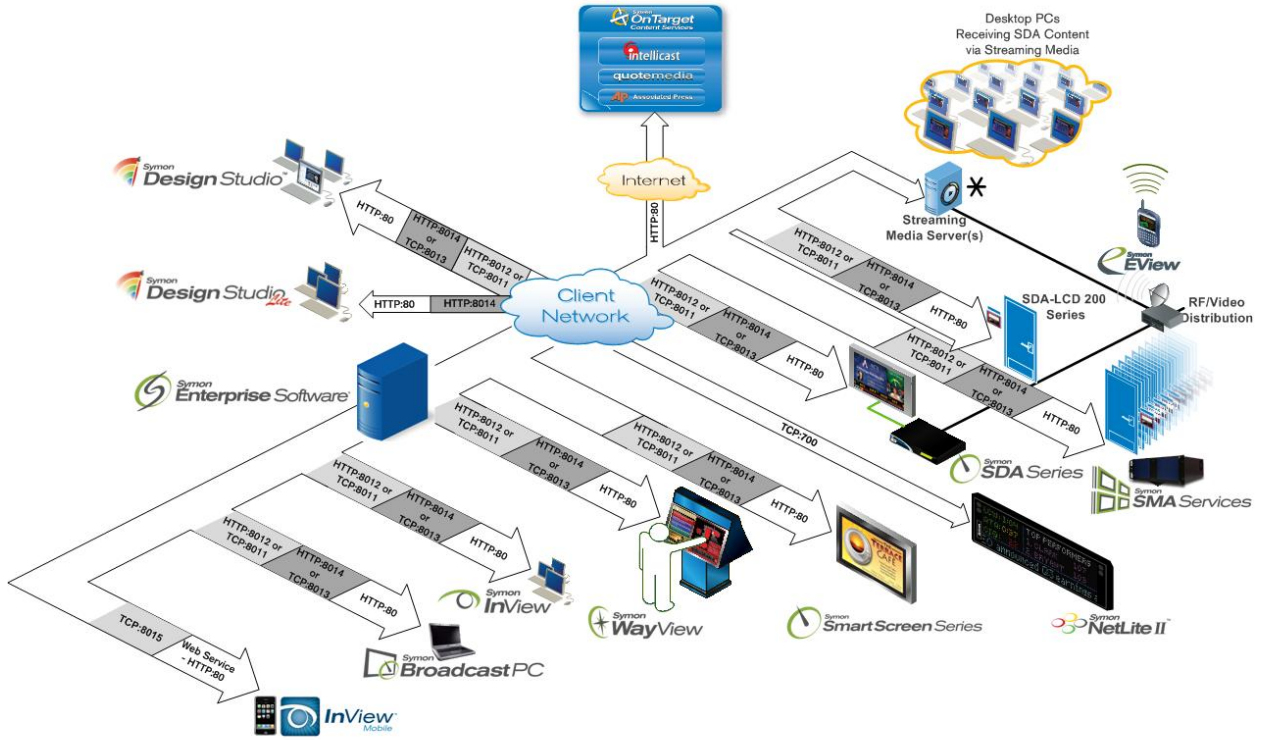 Symon
OnTarget
Content Services
intellicast
quotemedia
AP Associated Press
Desktop PCs
Receiving SDA Content
via Streaming Media
Internet
HTTP:80
Symon
Design Studio
HTTP:80
HTTP:8014
or
TCP:8013
HTTP:8012 or
TCP:8011
Symon
Design Studio Lite
HTTP:80
HTTP:8014
Client
Network
*
Streaming
Media Server(s)
Symon
EView
RF/Video
Distribution
HTTP:8012 or
TCP:8011
HTTP:8014
or
TCP:8013
HTTP:80
SDA-LCD 200
Series
HTTP:8012 or
TCP:8011
HTTP:8014
or
TCP:8013
HTTP:80
HTTP:8012 or
TCP:8011
HTTP:8014
or
TCP:8013
HTTP:80
Symon
SDA Series
Symon
SMA Services
Symon
Enterprise Software
TCP:700
HTTP:8012 or
TCP:8011
HTTP:8014
or
TCP:8013
HTTP:80
HTTP:8012 or
TCP:8011
HTTP:8014
or
TCP:8013
HTTP:80
HTTP:8012 or
TCP:8011
HTTP:8014
or
TCP:8013
HTTP:80
HTTP:8012 or
TCP:8011
HTTP:8014
or
TCP:8013
HTTP:80
TERRACE
CAFÉ
TOP PERFORMERS
Symon
InView
Symon
WayView
Symon
SmartScreen Series
Symon
NetLite II™
Symon
BroadcastPC
TCP:8015
Web Service
- HTTP:80
InView™
Mobile